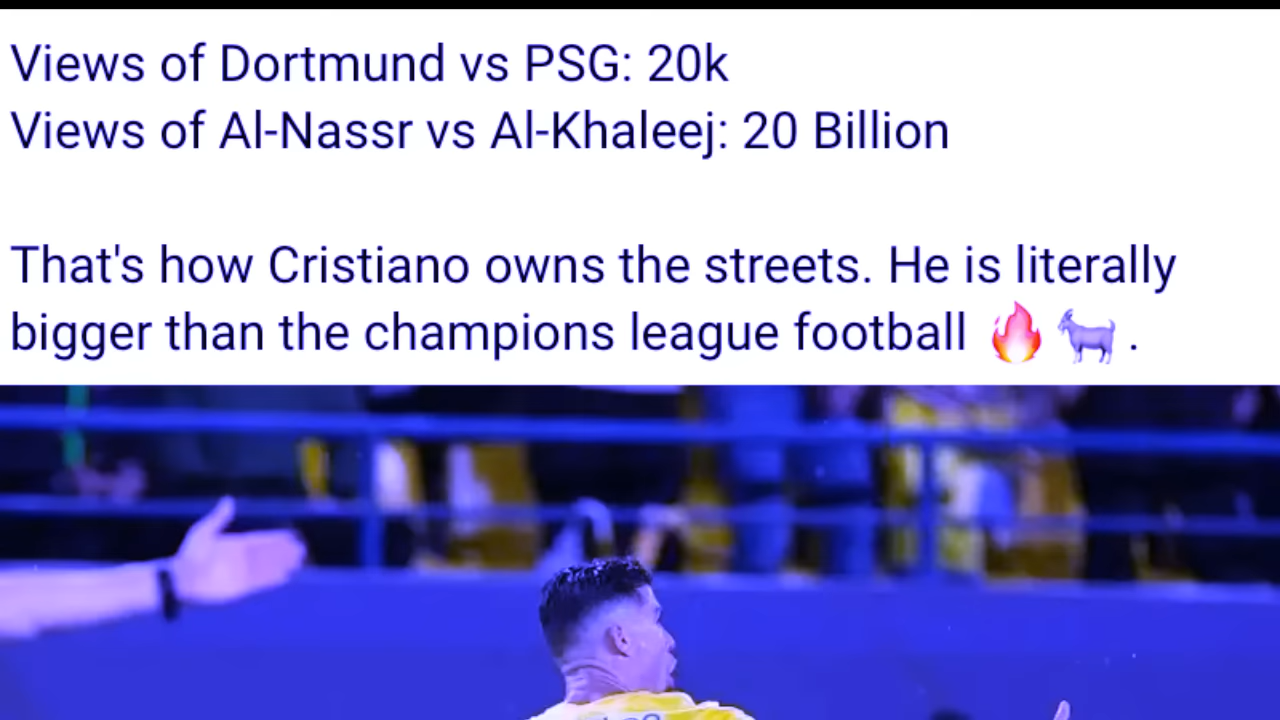 Views of Dortmund vs PSG: 20k
Views of Al-Nassr vs Al-Khaleej: 20 Billion
That's how Cristiano owns the streets. He is literally
bigger than the champions league football 🔥🐐.